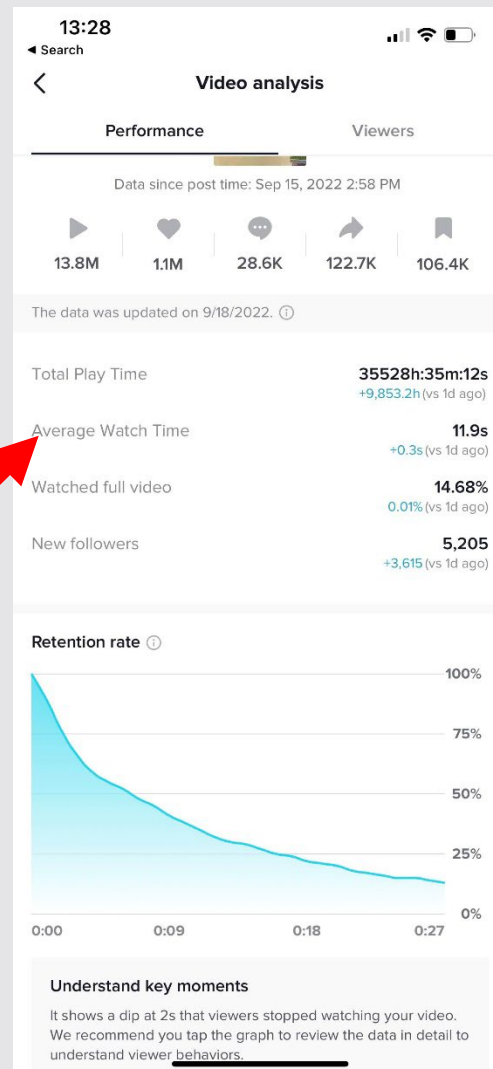 13:28
◀ Search
Video analysis
Performance Viewers
Data since post time: Sep 15, 2022 2:58 PM
13.8M 1.1M 28.6K 122.7K 106.4K
The data was updated on 9/18/2022.
Total Play Time 35528h:35m:12s
+9,853.2h (vs 1d ago)
Average Watch Time 11.9s
+0.3s (vs 1d ago)
Watched full video 14.68%
0.01% (vs 1d ago)
New followers 5,205
+3,615 (vs 1d ago)
Retention rate
100%
75%
50%
25%
0%
0:00 0:09 0:18 0:27
Understand key moments
It shows a dip at 2s that viewers stopped watching your video.
We recommend you tap the graph to review the data in detail to
understand viewer behaviors.